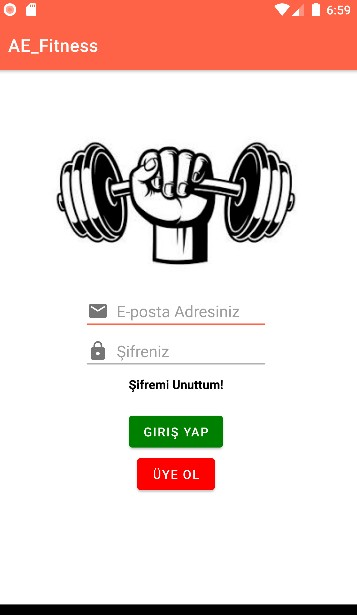 6:59
AE_Fitness
E-posta Adresiniz
Şifreniz
Şifremi Unuttum!
GIRIŞ YAP
ÜYE OL